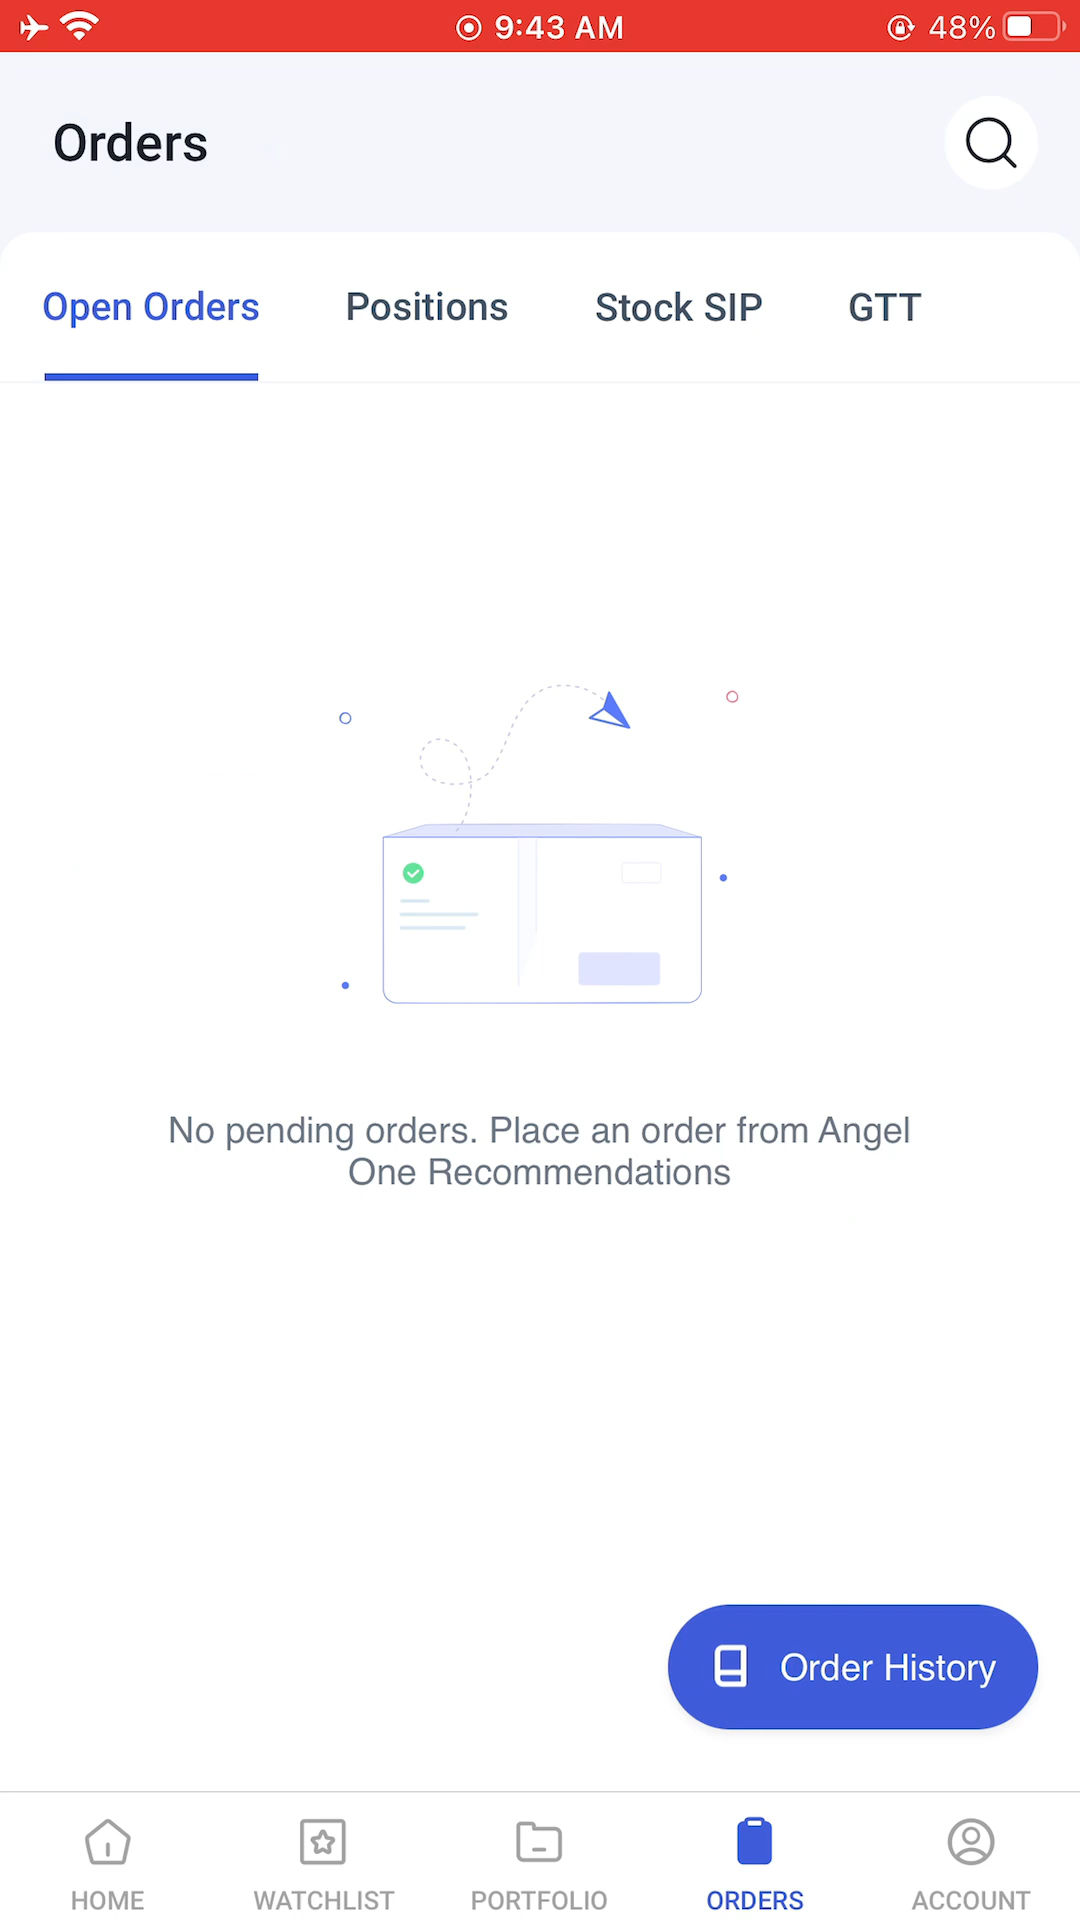 9:43 AM
48%
Orders
Open Orders Positions Stock SIP GTT
No pending orders. Place an order from Angel
One Recommendations
Order History
HOME WATCHLIST PORTFOLIO ORDERS ACCOUNT